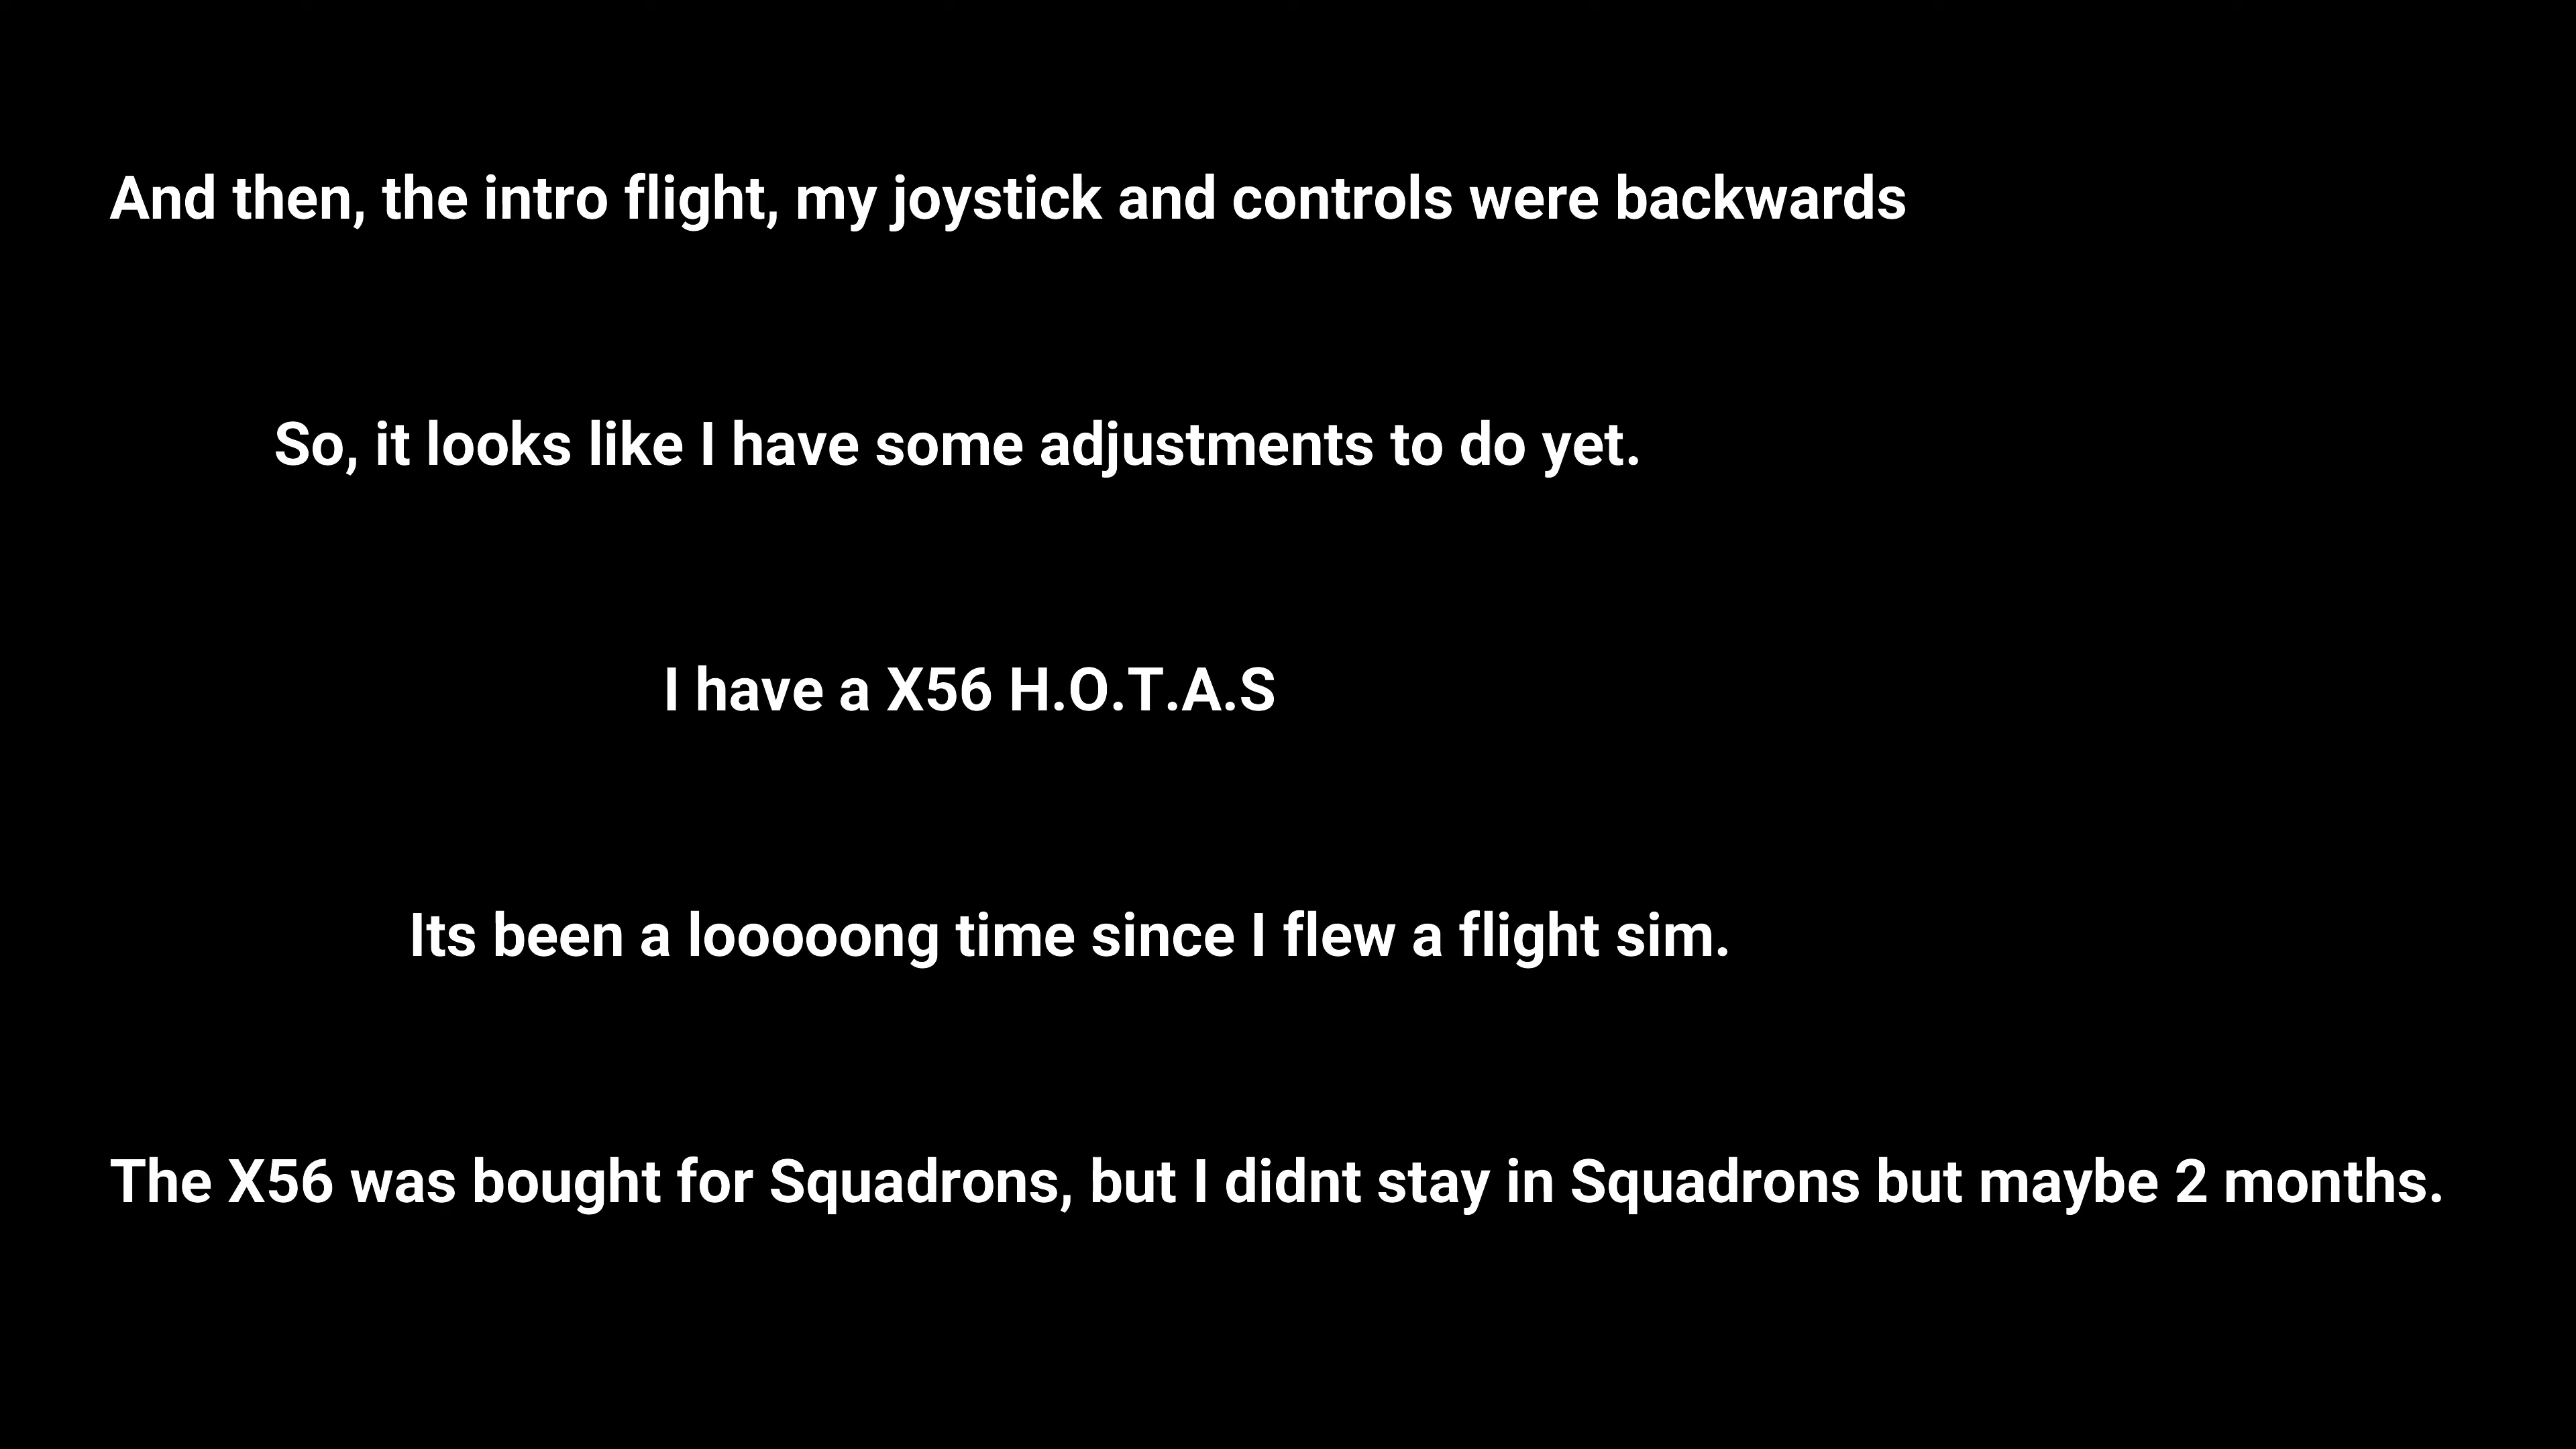 And then, the intro flight, my joystick and controls were backwards
So, it looks like I have some adjustments to do yet.
I have a X56 H.O.T.A.S
Its been a looooong time since I flew a flight sim.
The X56 was bought for Squadrons, but I didnt stay in Squadrons but maybe 2 months.